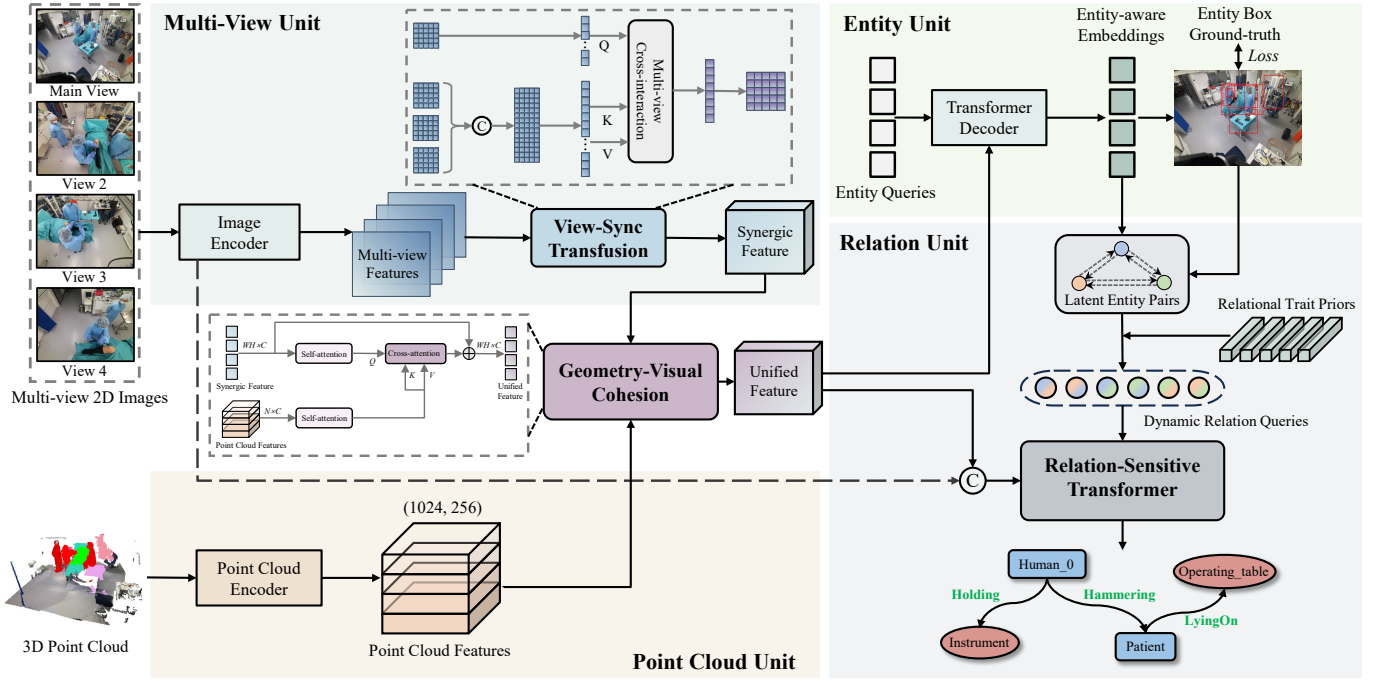 Main View
View 2
View 3
View 4
Multi-view 2D Images
3D Point Cloud
Multi-View Unit
Q
K
V
C
Multi-view
Cross-interaction
Image
Encoder
Multi-view
Features
View-Sync
Transfusion
Synergic
Feature
WH×C
Self-attention
Q
Cross-attention
WH×C
Synergic Feature
Unified
Feature
K
V
N×C
Self-attention
Point Cloud Features
Geometry-Visual
Cohesion
Unified
Feature
(1024, 256)
Point Cloud
Encoder
Point Cloud Features
Point Cloud Unit
Entity Unit
Entity-aware
Embeddings
Entity Box
Ground-truth
Loss
Transformer
Decoder
Entity Queries
Relation Unit
Latent Entity Pairs
Relational Trait Priors
Dynamic Relation Queries
C
Relation-Sensitive
Transformer
Human_0
Operating_table
Holding
Hammering
LyingOn
Instrument
Patient